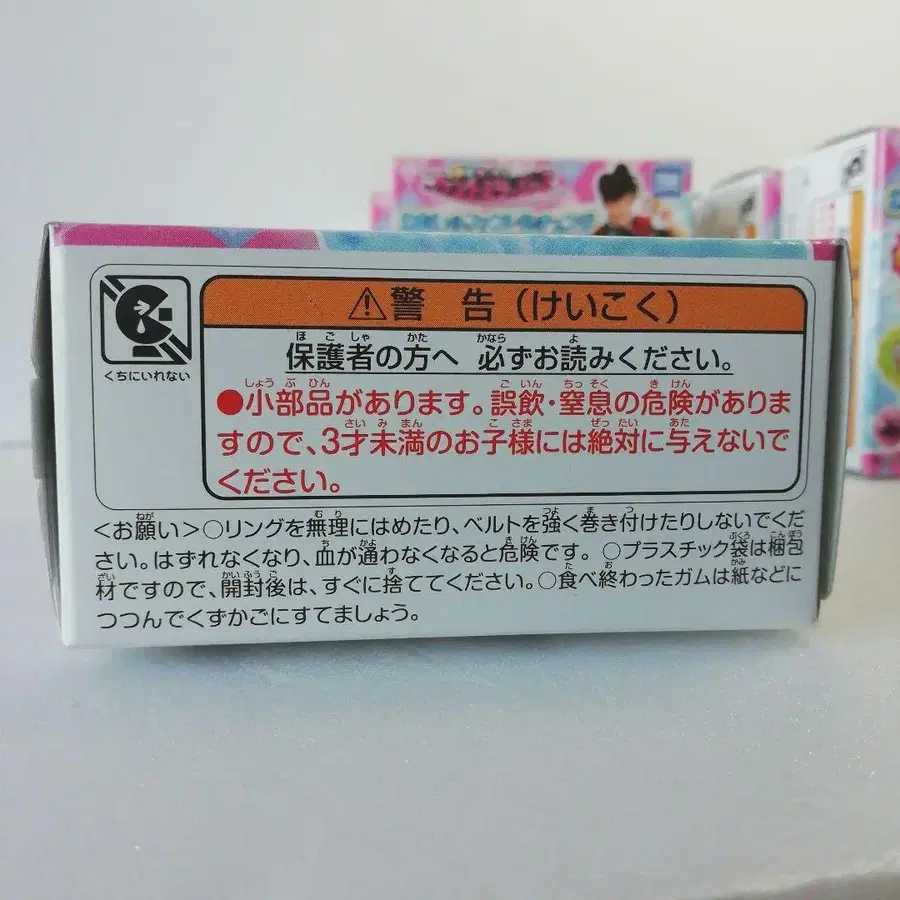 くちにいれない
⚠警 告（けいこく）
保護者の方へ 必ずお読みください。
●小部品があります。誤飲・窒息の危険がありま
すので、3才未満のお子様には絶対に与えないで
ください。
＜お願い＞○リングを無理にはめたり、ベルトを強く巻き付けたりしないでくだ
さい。はずれなくなり、血が通わなくなると危険です。○プラスチック袋は梱包
材ですので、開封後は、すぐに捨ててください。○食べ終わったガムは紙などに
つつんでくずかごにすてましょう。